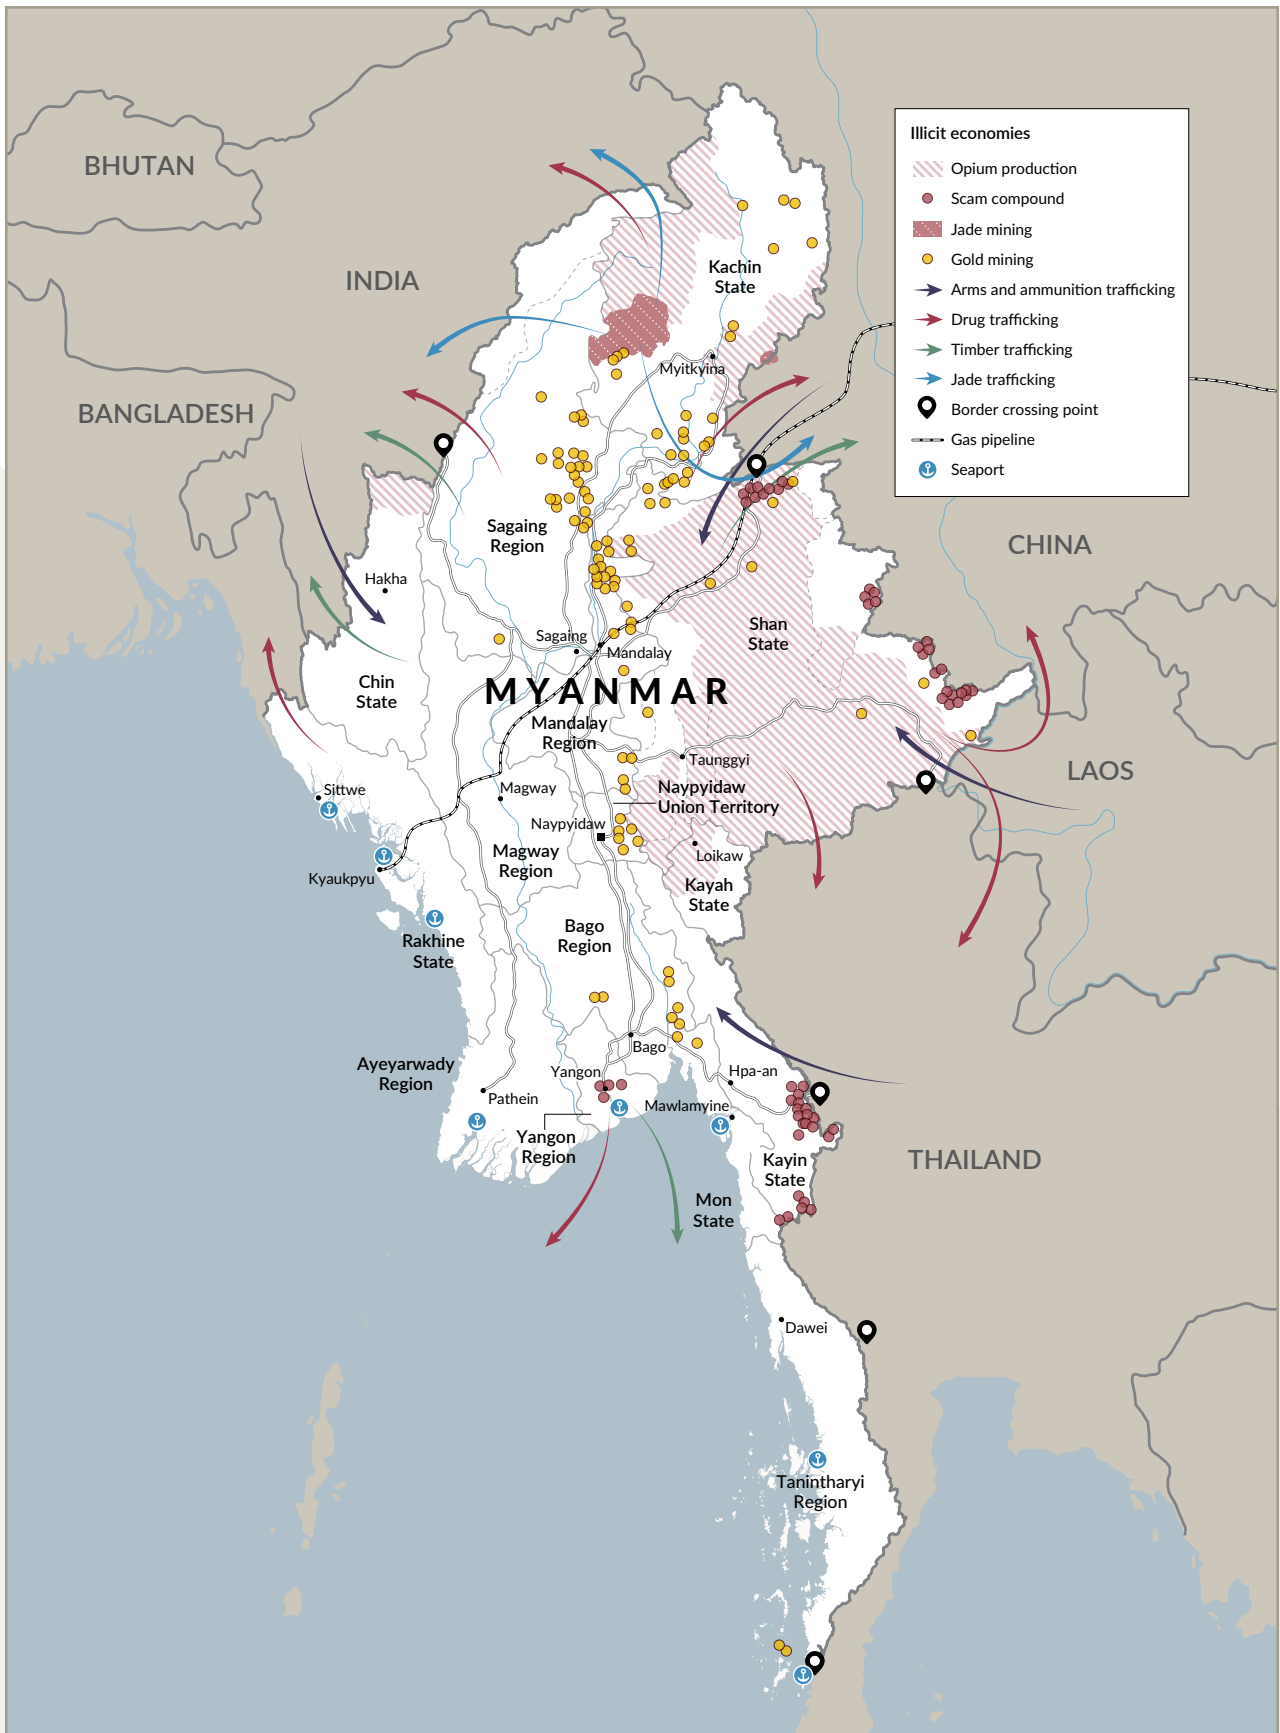 BHUTAN
INDIA
BANGLADESH
Illicit economies
Opium production
Scam compound
Jade mining
Gold mining
Arms and ammunition trafficking
Drug trafficking
Timber trafficking
Jade trafficking
Border crossing point
Gas pipeline
Seaport
Kachin
State
Myitkyina
CHINA
Sagaing
Region
Hakha
Shan
State
Sagaing
Mandalay
Chin
State
MYANMAR
Mandalay
Region
Taunggyi
LAOS
Sittwe
Magway
Naypyidaw
Union Territory
Naypyidaw
Magway
Region
Loikaw
Kyaukpyu
Kayah
State
Bago
Region
Rakhine
State
Ayeyarwady
Region
Bago
Yangon
Hpa-an
Pathein
Mawlamyine
Yangon
Region
Kayin
State
THAILAND
Mon
State
Dawei
Tanintharyi
Region